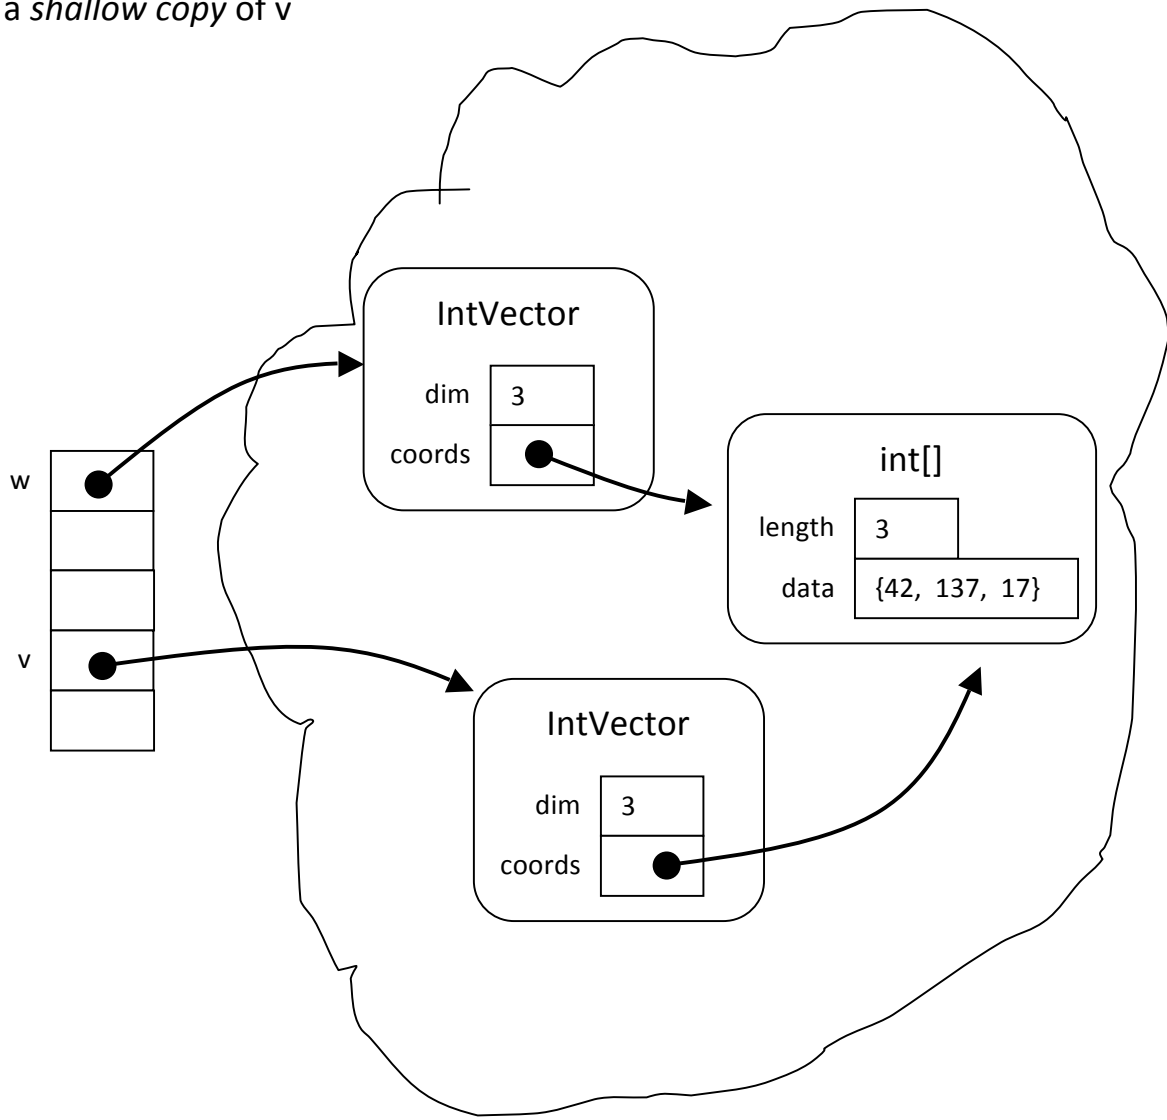 a shallow copy of v
IntVector
dim 3
coords
w
int[]
length 3
data {42, 137, 17}
v
IntVector
dim 3
coords